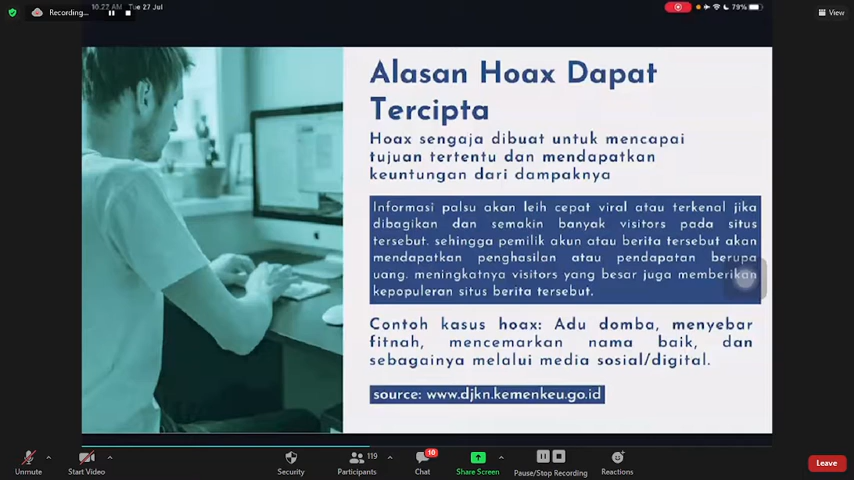 Recording...
10.27 AM Tue 27 Jul
79%
View
Alasan Hoax Dapat
Tercipta
Hoax sengaja dibuat untuk mencapai
tujuan tertentu dan mendapatkan
keuntungan dari dampaknya
Informasi palsu akan leih cepat viral atau terkenal jika
dibagikan dan semakin banyak visitors pada situs
tersebut. sehingga pemilik akun atau berita tersebut akan
mendapatkan penghasilan atau pendapatan berupa
uang. meningkatnya visitors yang besar juga memberikan
kepopuleran situs berita tersebut.
Contoh kasus hoax: Adu domba, menyebar
fitnah, mencemarkan nama baik, dan
sebagainya melalui media sosial/digital.
source: www.djkn.kemenkeu.go.id
119
10
Unmute
Start Video
Security
Participants
Chat
Share Screen
Pause/Stop Recording
Reactions
Leave